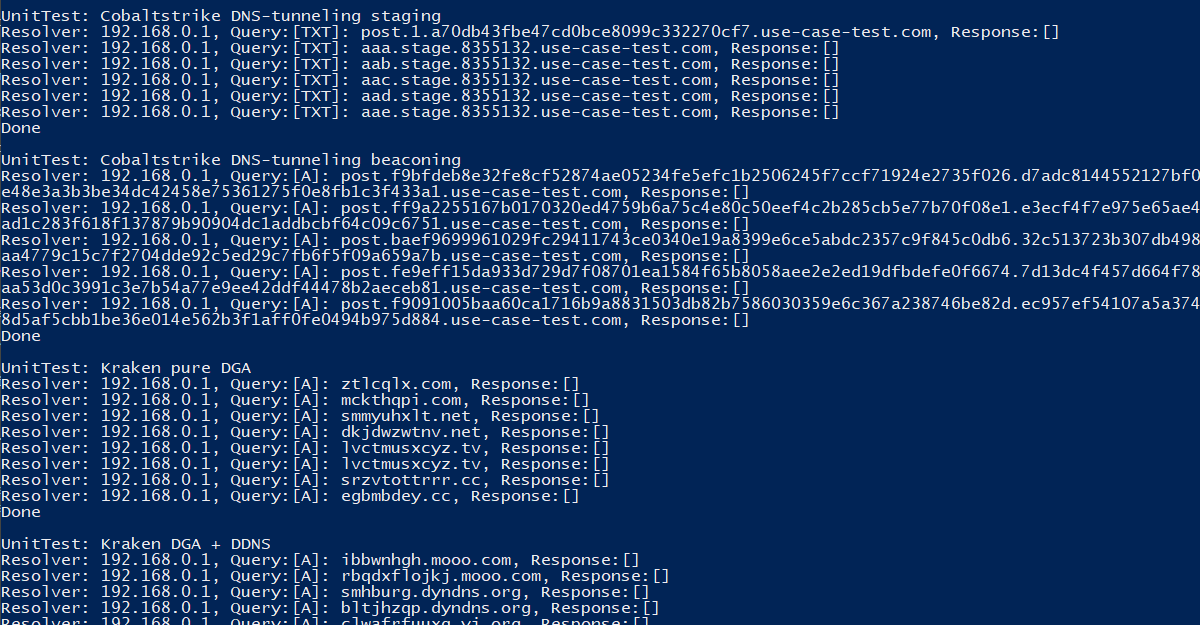 UnitTest: Cobaltstrike DNS-tunneling staging
Resolver: 192.168.0.1, Query:[TXT]: post.1.a70db43fbe47cd0bce8099c332270cf7.use-case-test.com, Response:[]
Resolver: 192.168.0.1, Query:[TXT]: aaa.stage.8355132.use-case-test.com, Response:[]
Resolver: 192.168.0.1, Query:[TXT]: aab.stage.8355132.use-case-test.com, Response:[]
Resolver: 192.168.0.1, Query:[TXT]: aac.stage.8355132.use-case-test.com, Response:[]
Resolver: 192.168.0.1, Query:[TXT]: aad.stage.8355132.use-case-test.com, Response:[]
Resolver: 192.168.0.1, Query:[TXT]: aae.stage.8355132.use-case-test.com, Response:[]
Done
UnitTest: Cobaltstrike DNS-tunneling beaconing
Resolver: 192.168.0.1, Query:[A]: post.f9bfdeb8e32fe8cf52874ae05234fe5efc1b2506245f7ccf71924e2735f026.d7adc8144552127bf0
e48e3a3b3be34dc42458e75361275f0e8fb1c3f433a1.use-case-test.com, Response:[]
Resolver: 192.168.0.1, Query:[A]: post.ff9a2255167b0170320ed4759b6a75c4e80c50eef4c2b285cb5e77b70f08e1.e3ecf4f7e975e65ae4
ad1c283f618f137879b90904dc1addbcbf64c09c6751.use-case-test.com, Response:[]
Resolver: 192.168.0.1, Query:[A]: post.baef9699961029fc29411743ce0340e19a8399e6ce5abdc2357c9f845c0db6.32c513723b307db498
aa4779c15c7f2704dde92c5ed29c7fb6f5f09a659a7b.use-case-test.com, Response:[]
Resolver: 192.168.0.1, Query:[A]: post.fe9eff15da933d729d7f08701ea1584f65b8058aee2e2ed19dfbdefe0f6674.7d13dc4f457d664f78
aa53d0c3991c3e7b54a77e9ee42ddf44478b2aeceb81.use-case-test.com, Response:[]
Resolver: 192.168.0.1, Query:[A]: post.f9091005baa60ca1716b9a8831503db82b7586030359e6c367a238746be82d.ec957ef54107a5a374
8d5af5cbb1be36e014e562b3f1aff0fe0494b975d884.use-case-test.com, Response:[]
Done
UnitTest: Kraken pure DGA
Resolver: 192.168.0.1, Query:[A]: ztlcqlx.com, Response:[]
Resolver: 192.168.0.1, Query:[A]: mckthqpi.com, Response:[]
Resolver: 192.168.0.1, Query:[A]: smmyuhxlt.net, Response:[]
Resolver: 192.168.0.1, Query:[A]: dkjdwzwtnv.net, Response:[]
Resolver: 192.168.0.1, Query:[A]: lvctmusxcyz.tv, Response:[]
Resolver: 192.168.0.1, Query:[A]: lvctmusxcyz.tv, Response:[]
Resolver: 192.168.0.1, Query:[A]: srzvtottrrr.cc, Response:[]
Resolver: 192.168.0.1, Query:[A]: egbmbdey.cc, Response:[]
Done
UnitTest: Kraken DGA + DDNS
Resolver: 192.168.0.1, Query:[A]: ibbwnhgh.mooo.com, Response:[]
Resolver: 192.168.0.1, Query:[A]: rbqdxflojkj.mooo.com, Response:[]
Resolver: 192.168.0.1, Query:[A]: smhburg.dyndns.org, Response:[]
Resolver: 192.168.0.1, Query:[A]: bltjhzqp.dyndns.org, Response:[]
Resolver: 192.168.0.1, Query:[A]: Response:[]